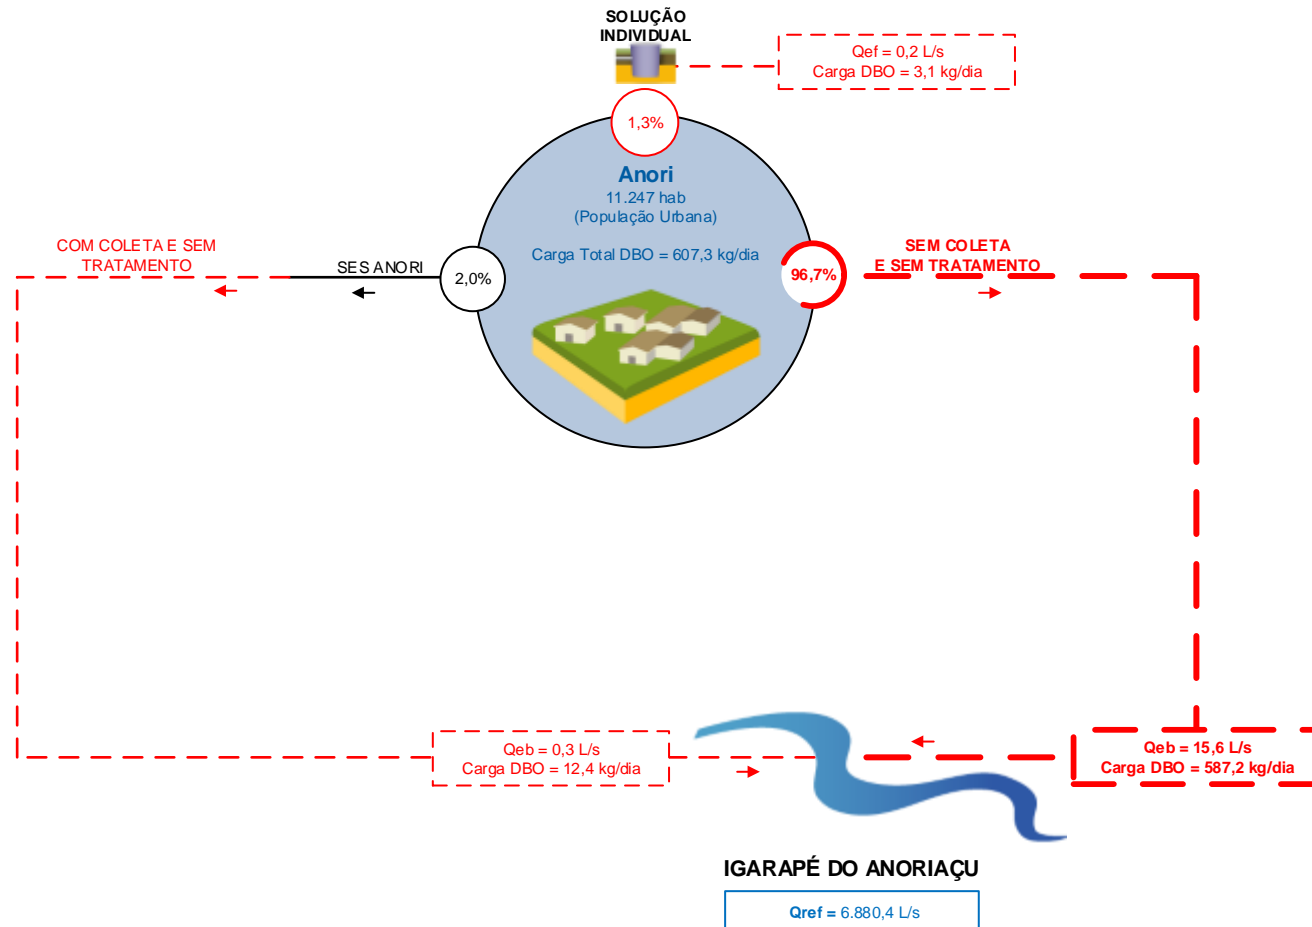 SOLUÇÃO
INDIVIDUAL
Qef = 0,2 L/s
Carga DBO = 3,1 kg/dia
1,3%
Anori
11.247 hab
(População Urbana)
Carga Total DBO = 607,3 kg/dia
COM COLETA E SEM
TRATAMENTO
SES ANORI
2,0%
96,7%
SEM COLETA
E SEM TRATAMENTO
Qeb = 0,3 L/s
Carga DBO = 12,4 kg/dia
Qeb = 15,6 L/s
Carga DBO = 587,2 kg/dia
IGARAPÉ DO ANORIAÇU
Qref = 6.880,4 L/s